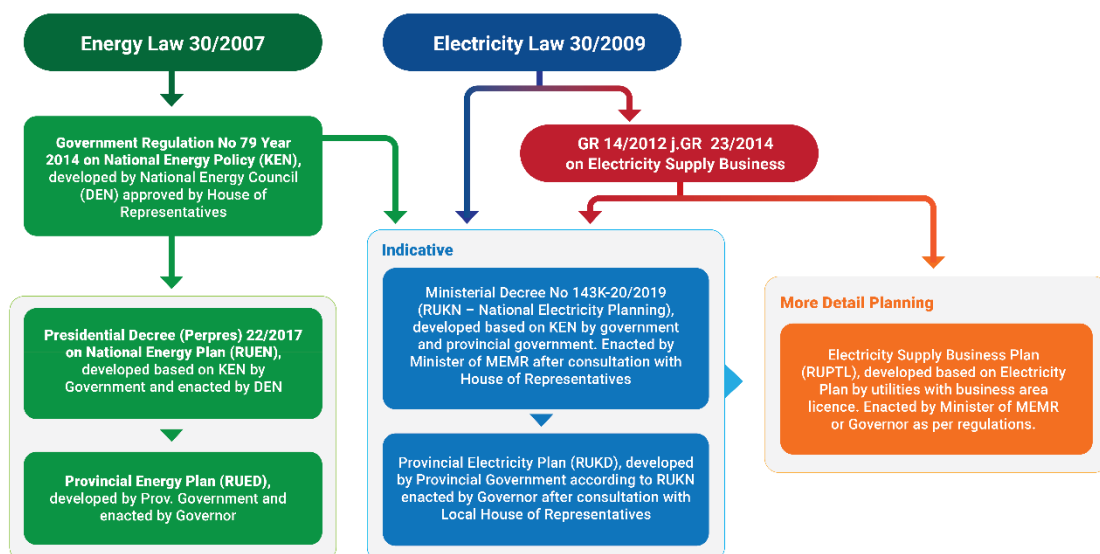 Energy Law 30/2007
Electricity Law 30/2009
Government Regulation No 79 Year
2014 on National Energy Policy (KEN),
developed by National Energy Council
(DEN) approved by House of
Representatives
GR 14/2012 j.GR 23/2014
on Electricity Supply Business
Indicative
Ministerial Decree No 143K-20/2019
(RUKN – National Electricity Planning),
developed based on KEN by government
and provincial government. Enacted by
Minister of MEMR after consultation with
House of Representatives
More Detail Planning
Presidential Decree (Perpres) 22/2017
on National Energy Plan (RUEN),
developed based on KEN by
Government and enacted by DEN
Electricity Supply Business Plan
(RUPTL), developed based on Electricity
Plan by utilities with business area
licence. Enacted by Minister of MEMR
or Governor as per regulations.
Provincial Energy Plan (RUED),
developed by Prov. Government and
enacted by Governor
Provincial Electricity Plan (RUKD), developed
by Provincial Government according to RUKN
enacted by Governor after consultation with
Local House of Representatives